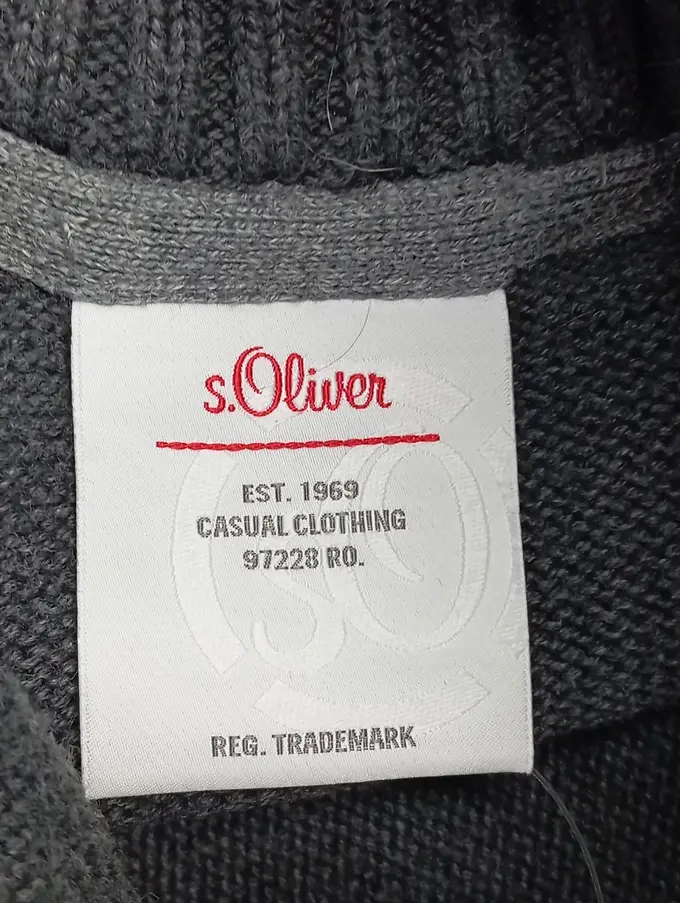 s.Oliver
EST. 1969
CASUAL CLOTHING
97228 RO.
REG. TRADEMARK